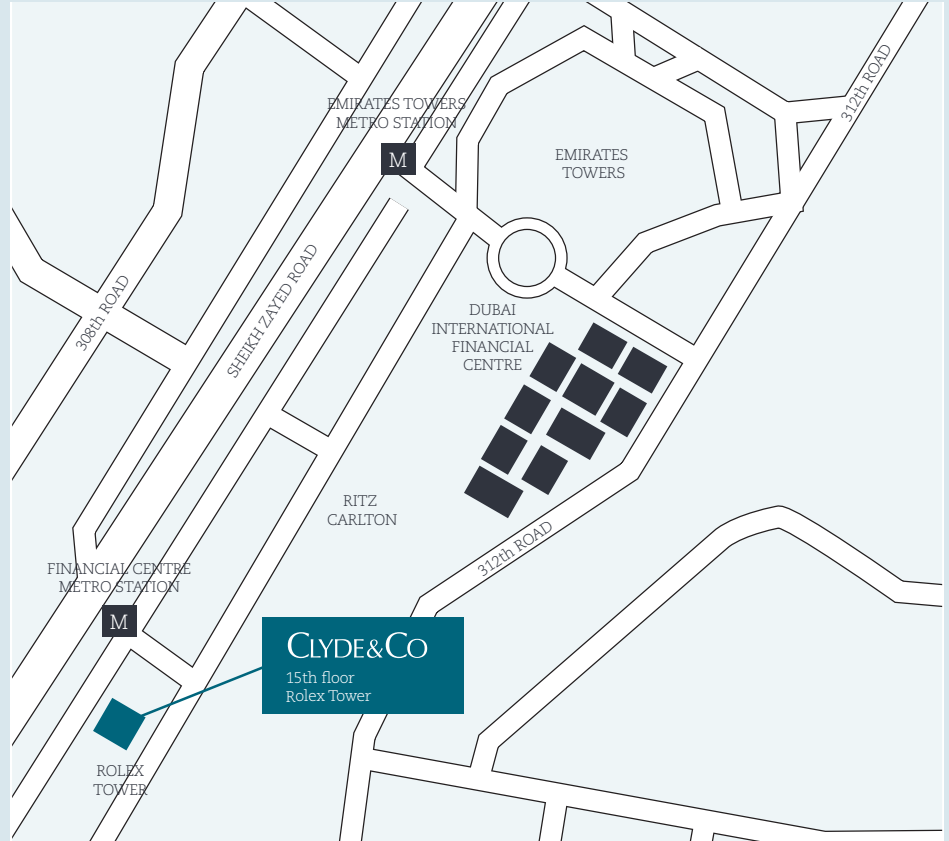 312th ROAD
EMIRATES TOWERS
METRO STATION
M
EMIRATES
TOWERS
308th ROAD
SHEIKH ZAYED ROAD
DUBAI
INTERNATIONAL
FINANCIAL
CENTRE
RITZ
CARLTON
312th ROAD
FINANCIAL CENTRE
METRO STATION
M
CLYDE&CO
15th floor
Rolex Tower
ROLEX
TOWER